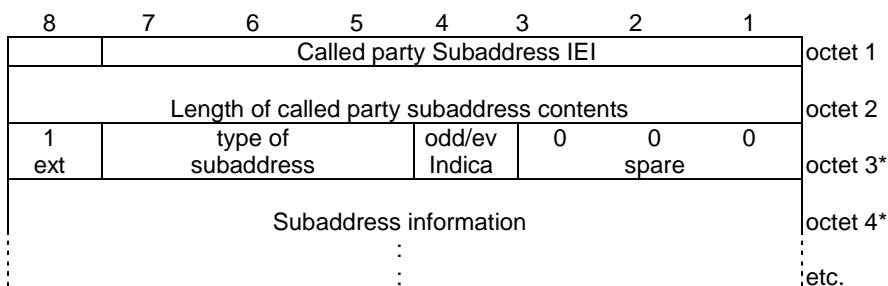 8 7 6 5 4 3 2 1
Called party Subaddress IEI octet 1
Length of called party subaddress contents octet 2
1 type of odd/ev 0 0 0
ext subaddress Indica spare octet 3*
Subaddress information octet 4*
:
: etc.